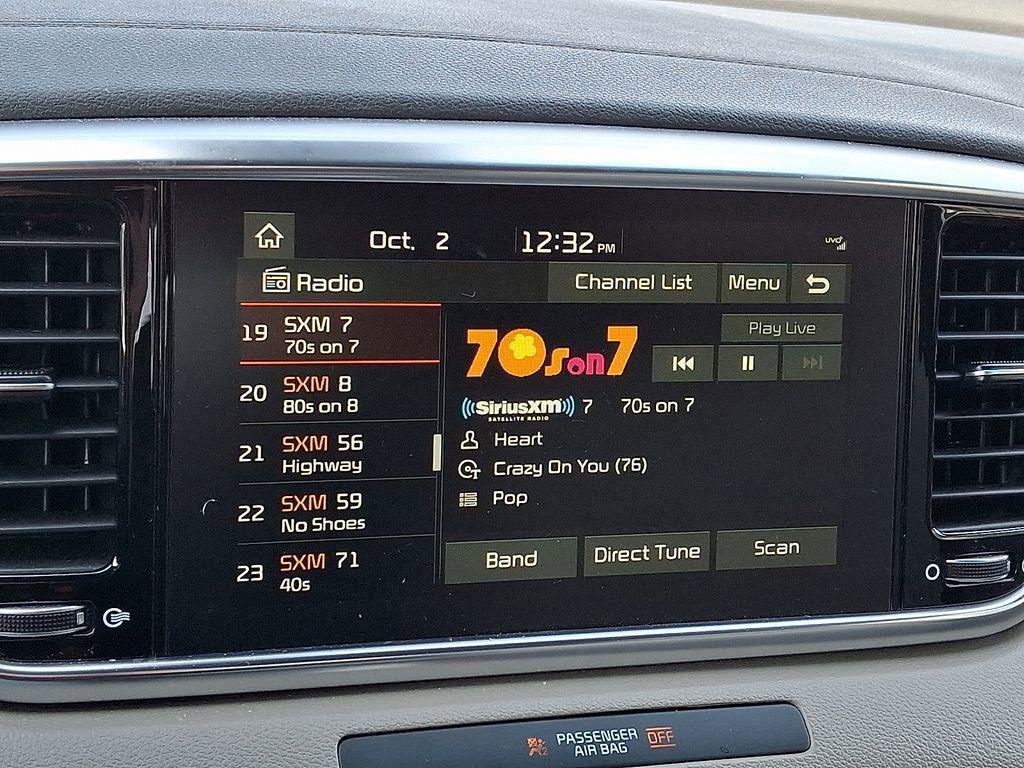 Oct. 2 12:32 PM UVO
Radio Channel List Menu
19 SXM 7
70s on 7
20 SXM 8
80s on 8
21 SXM 56
Highway
22 SXM 59
No Shoes
23 SXM 71
40s
70s on 7
Play Live
SiriusXM 7 70s on 7
SATELLITE RADIO
Heart
Crazy On You (76)
Pop
Band Direct Tune Scan
PASSENGER
AIR BAG OFF